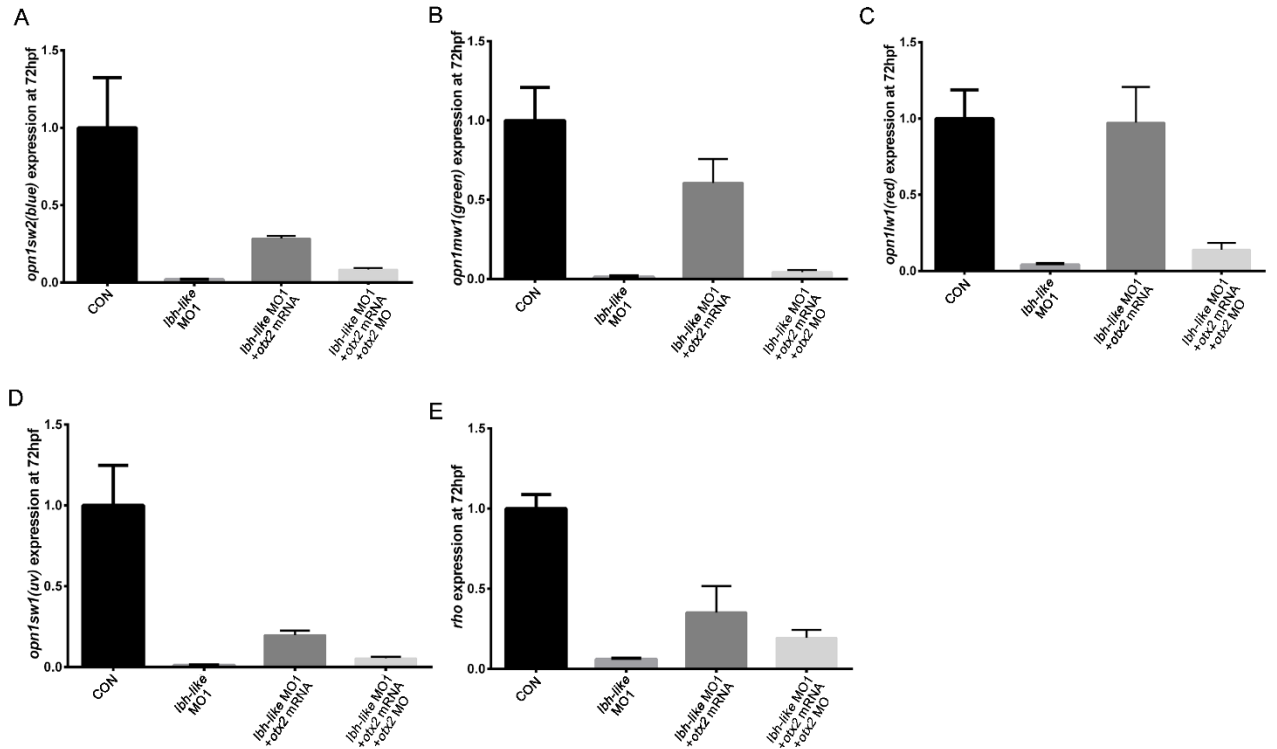 A
opn1sw2(blue) expression at 72hpf
1.5
1.0
0.5
0.0
CON
lbh-like
MO1
lbh-like MO1
+otx2 mRNA
lbh-like MO1
+otx2 mRNA
+otx2 MO
B
opn1mw1(green) expression at 72hpf
1.5
1.0
0.5
0.0
CON
lbh-like
MO1
lbh-like MO1
+otx2 mRNA
lbh-like MO1
+otx2 mRNA
+otx2 MO
C
opn1lw1(red) expression at 72hpf
1.5
1.0
0.5
0.0
CON
lbh-like
MO1
lbh-like MO1
+otx2 mRNA
lbh-like MO1
+otx2 mRNA
+otx2 MO
D
opn1sw1(uv) expression at 72hpf
1.5
1.0
0.5
0.0
CON
lbh-like
MO1
lbh-like MO1
+otx2 mRNA
lbh-like MO1
+otx2 mRNA
+otx2 MO
E
rho expression at 72hpf
1.5
1.0
0.5
0.0
CON
lbh-like
MO1
lbh-like MO1
+otx2 mRNA
lbh-like MO1
+otx2 mRNA
+otx2 MO